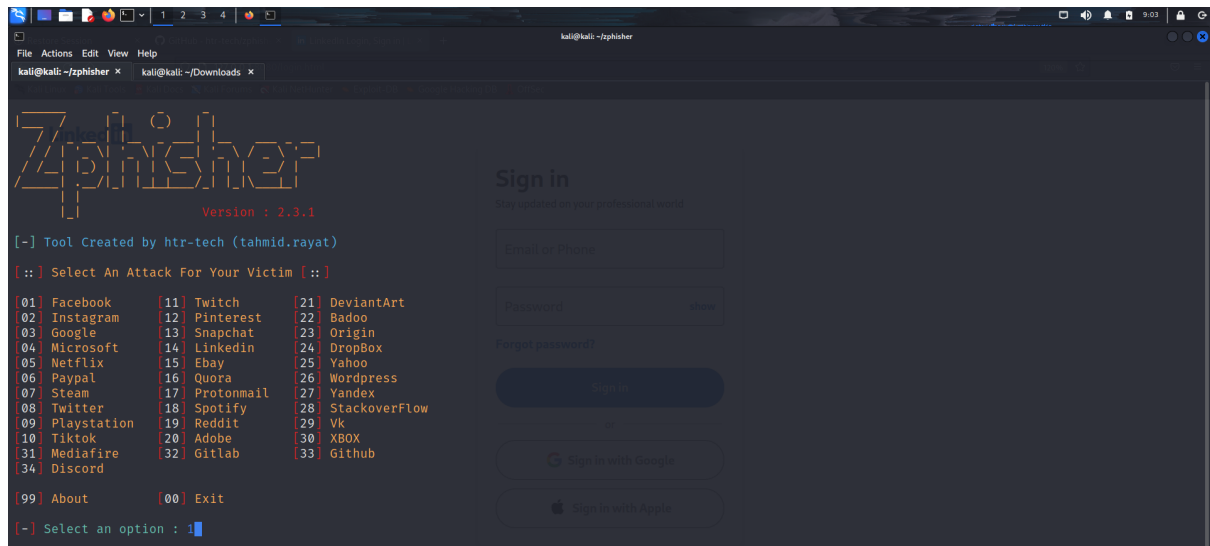 1 2 3 4
9:03
kali@kali: ~/zphisher
File Actions Edit View Help
kali@kali: ~/zphisher × kali@kali: ~/Downloads ×
Zphisher
Version : 2.3.1
[-] Tool Created by htr-tech (tahmid.rayat)
[::] Select An Attack For Your Victim [::]
[01] Facebook [11] Twitch [21] DeviantArt
[02] Instagram [12] Pinterest [22] Badoo
[03] Google [13] Snapchat [23] Origin
[04] Microsoft [14] Linkedin [24] DropBox
[05] Netflix [15] Ebay [25] Yahoo
[06] Paypal [16] Quora [26] Wordpress
[07] Steam [17] Protonmail [27] Yandex
[08] Twitter [18] Spotify [28] StackoverFlow
[09] Playstation [19] Reddit [29] Vk
[10] Tiktok [20] Adobe [30] XBOX
[31] Mediafire [32] Gitlab [33] Github
[34] Discord
[99] About [00] Exit
[-] Select an option : 1
Sign in
Stay updated on your professional world
Email or Phone
Password
Forgot password?
Sign in
Sign in with Google
Sign in with Apple